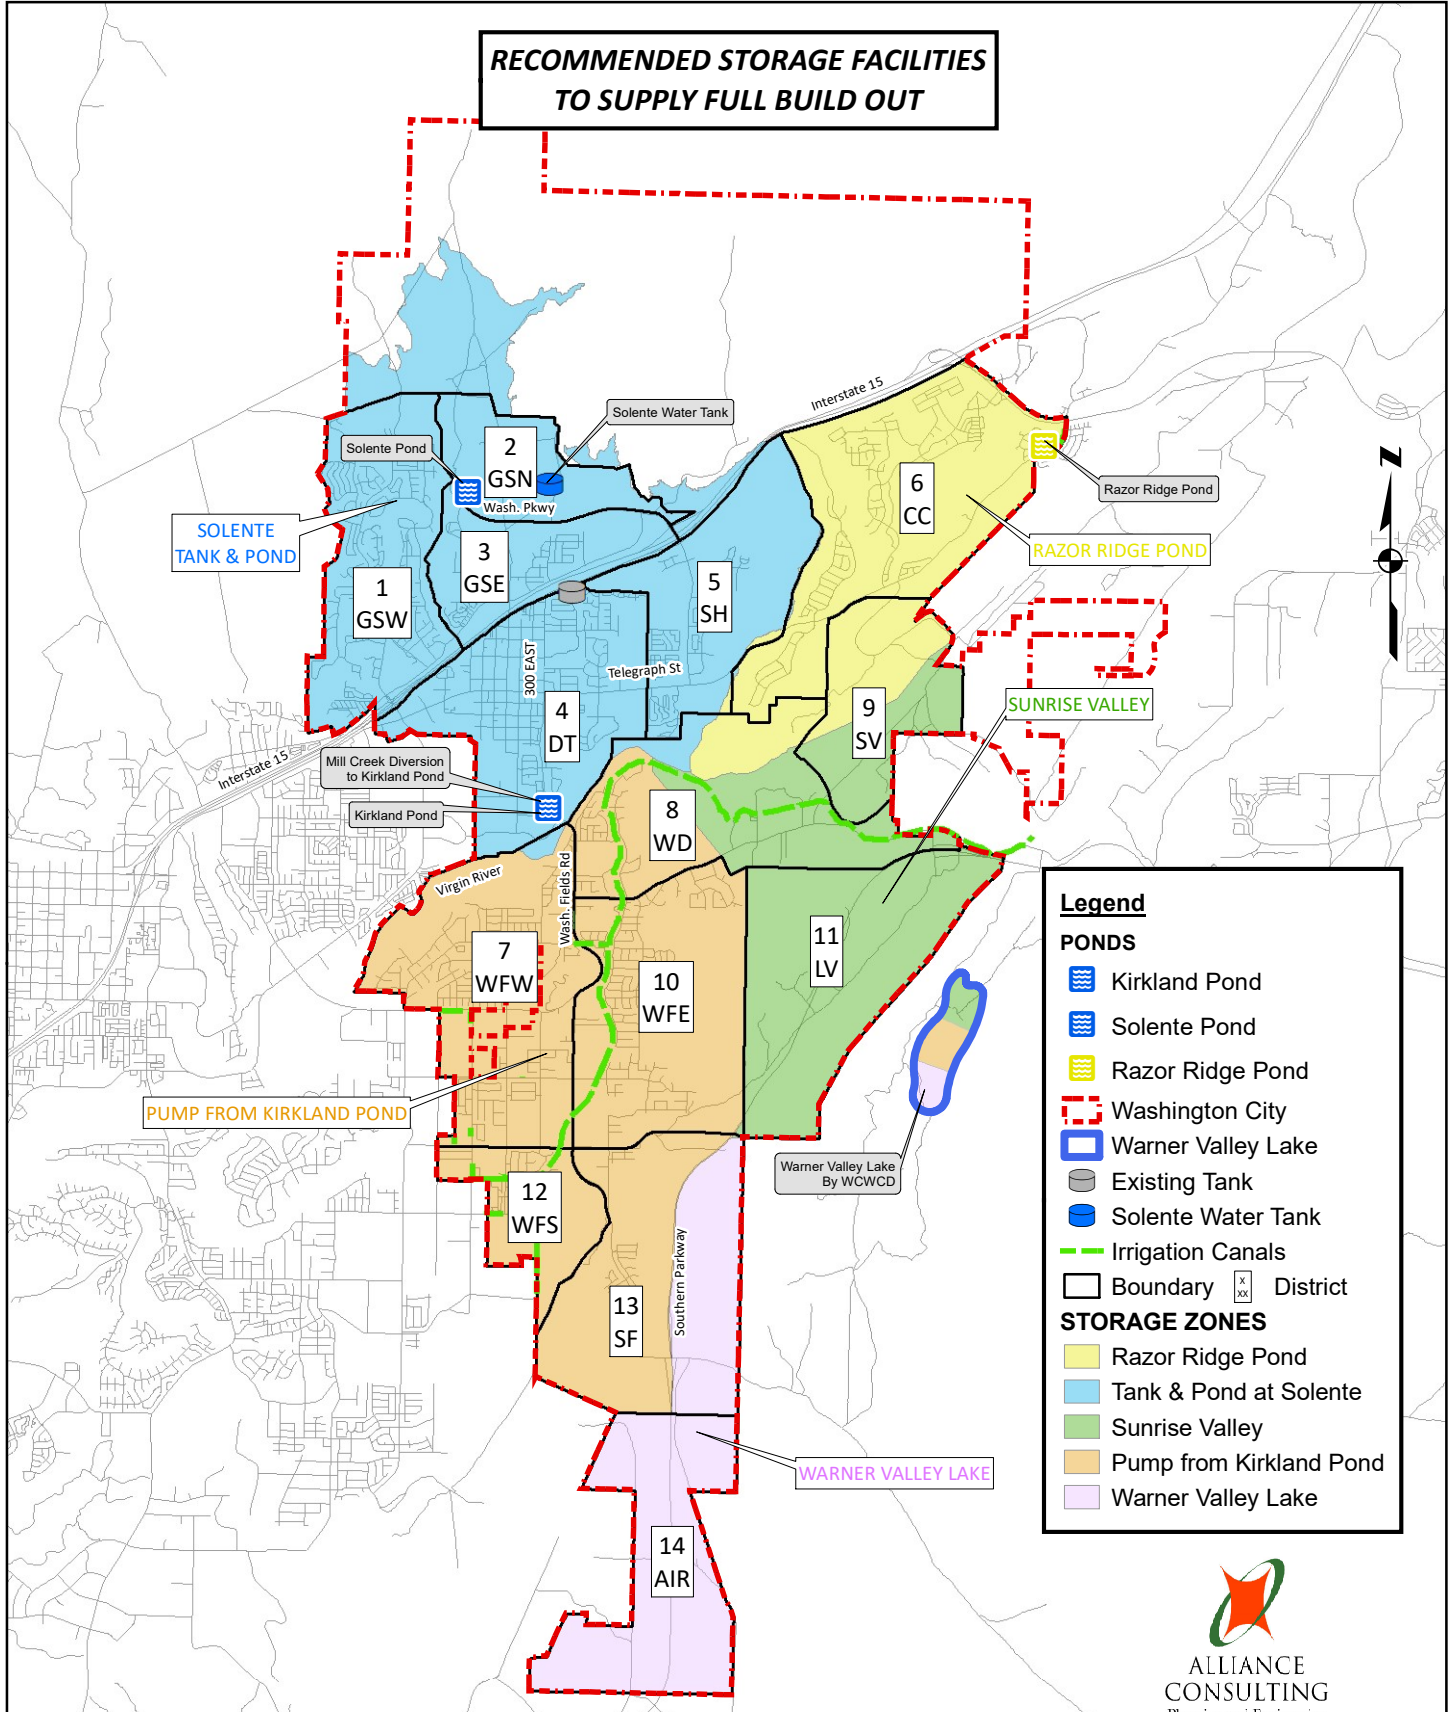 RECOMMENDED STORAGE FACILITIES
TO SUPPLY FULL BUILD OUT
Interstate 15
Solente Water Tank
Solente Pond
2
GSN
Wash. Pkwy
6
CC
Razor Ridge Pond
Z
SOLENTE
TANK & POND
RAZOR RIDGE POND
3
GSE
1
GSW
5
SH
300 EAST
Telegraph St
4
DT
9
SV
SUNRISE VALLEY
Interstate 15
Mill Creek Diversion
to Kirkland Pond
Kirkland Pond
8
WD
Virgin River
Wash. Fields Rd
7
WFW
10
WFE
11
LV
PUMP FROM KIRKLAND POND
Warner Valley Lake
By WCWCD
12
WFS
13
SF
Southern Parkway
WARNER VALLEY LAKE
14
AIR
Legend
PONDS
Kirkland Pond
Solente Pond
Razor Ridge Pond
Washington City
Warner Valley Lake
Existing Tank
Solente Water Tank
Irrigation Canals
Boundary
X
XX
District
STORAGE ZONES
Razor Ridge Pond
Tank & Pond at Solente
Sunrise Valley
Pump from Kirkland Pond
Warner Valley Lake
ALLIANCE
CONSULTING